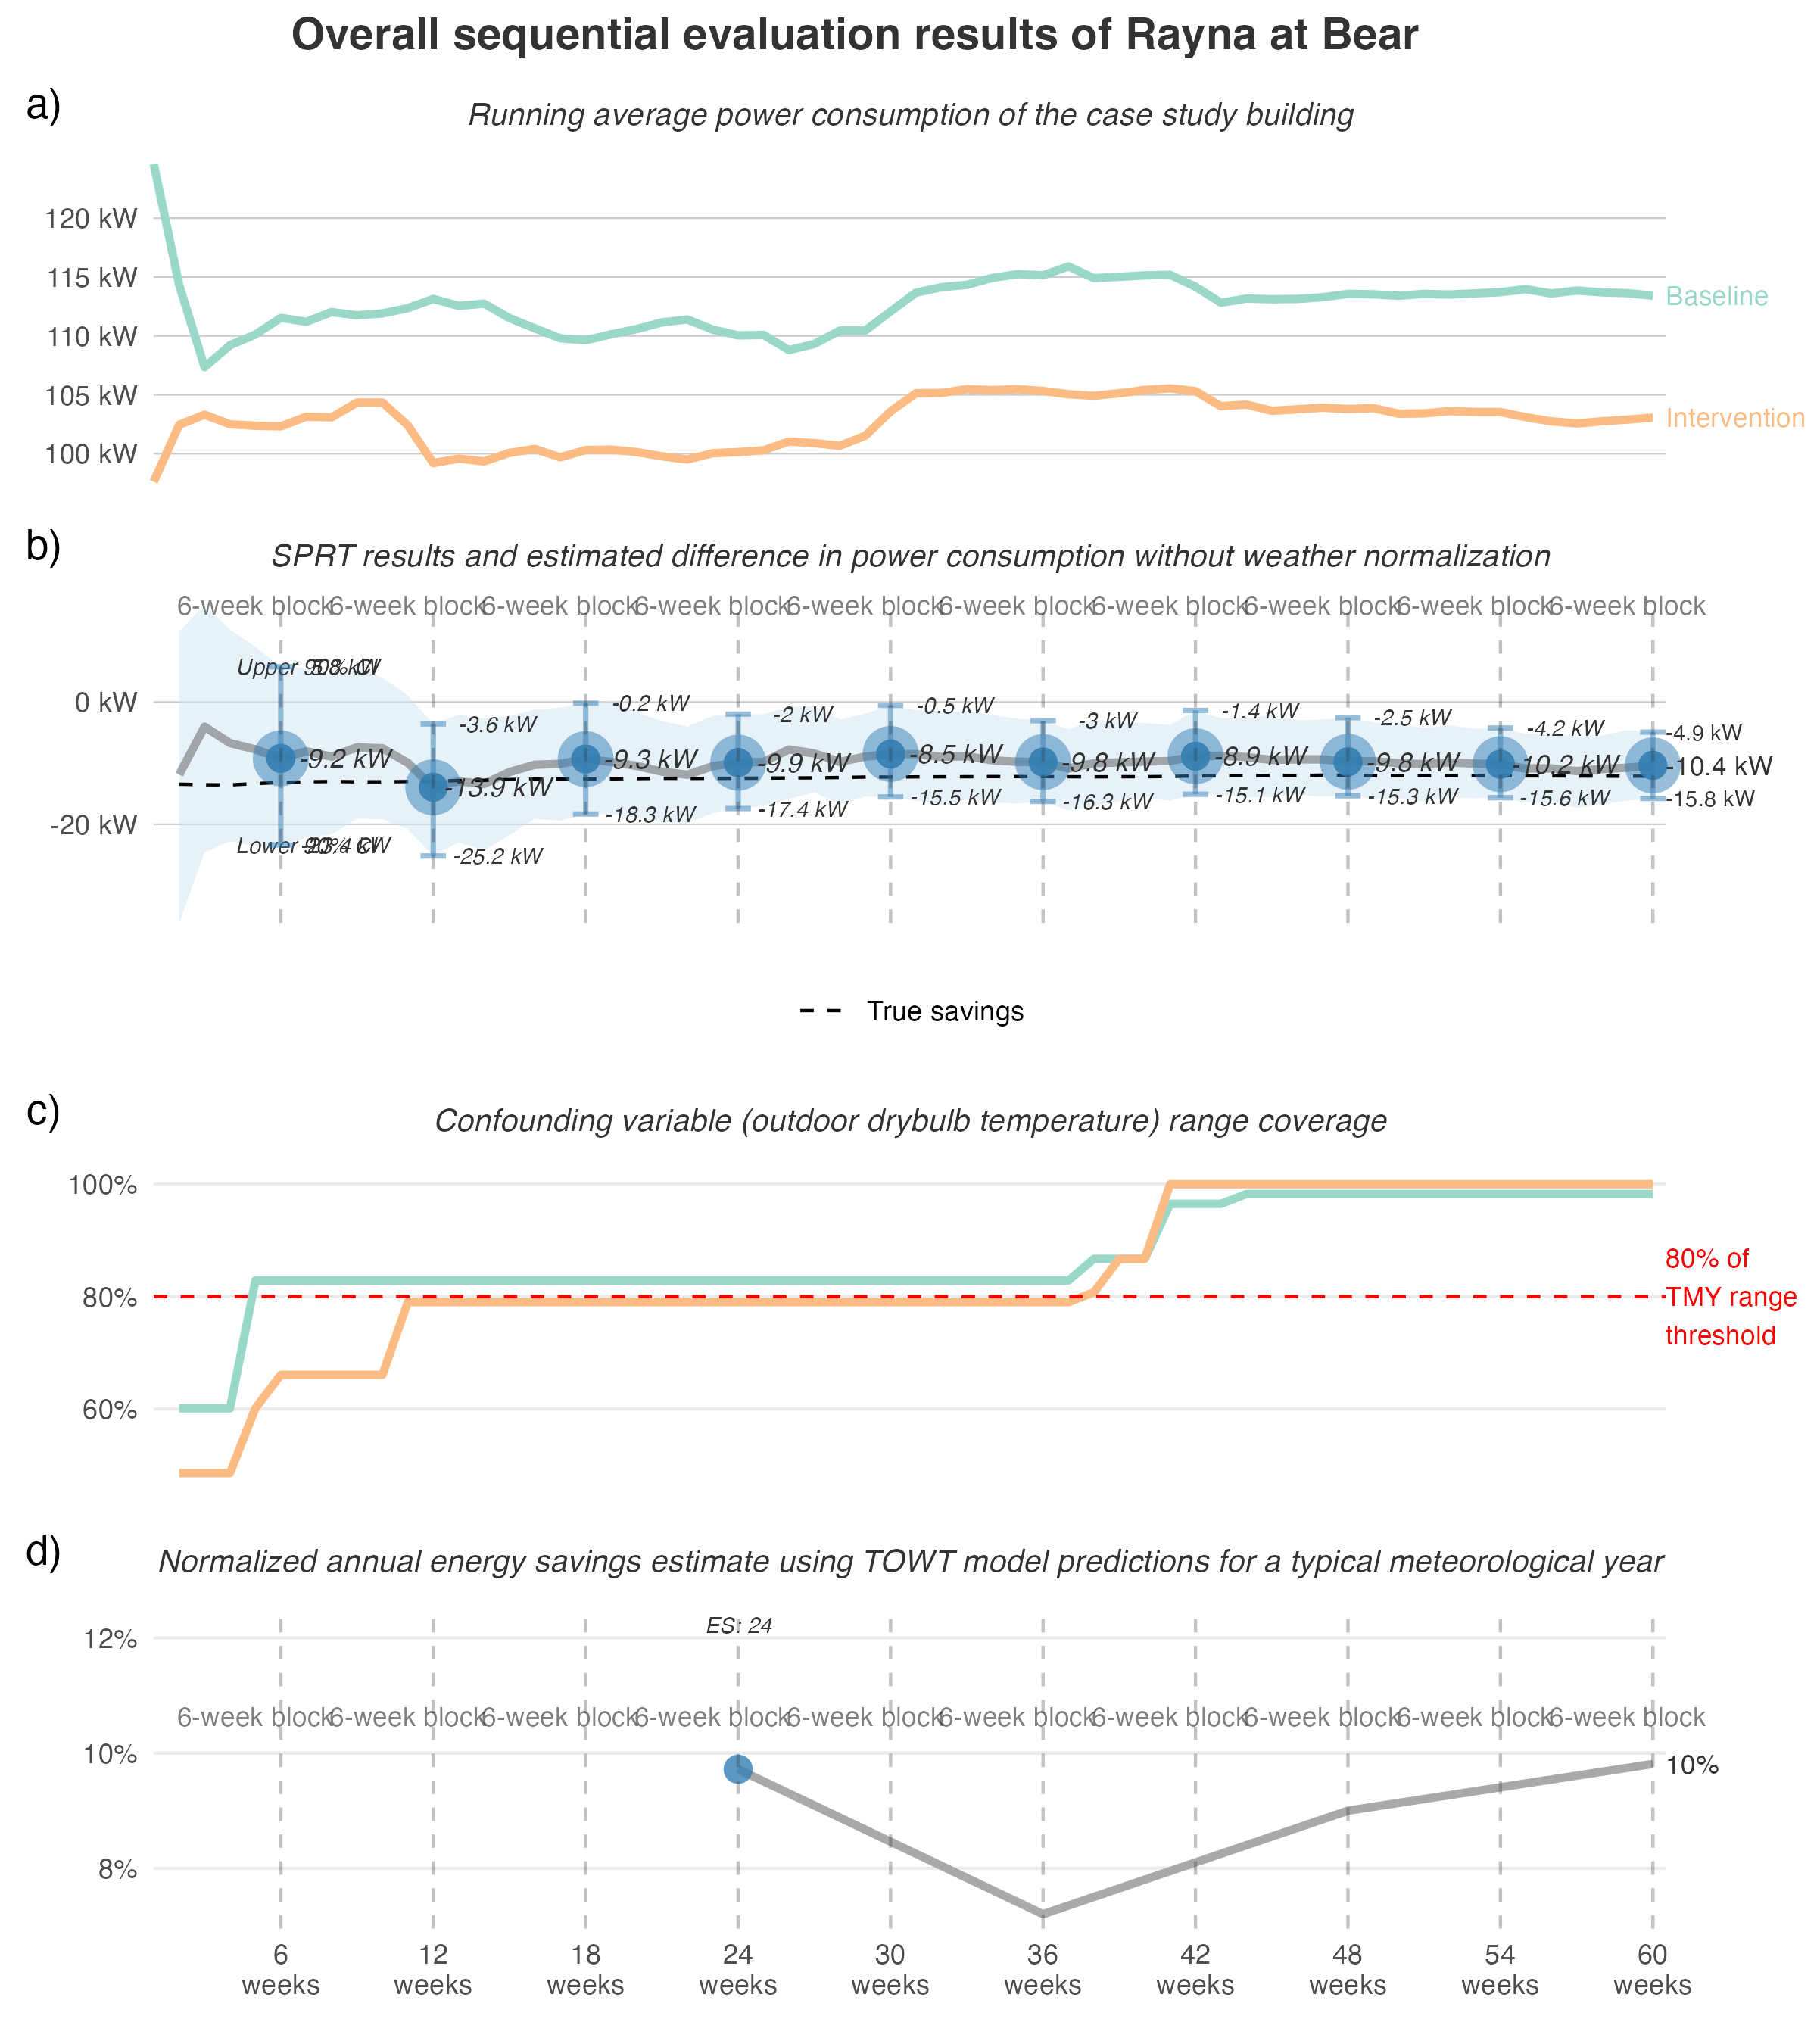 Overall sequential evaluation results of Rayna at Bear
a)
Running average power consumption of the case study building
120 kW
115 kW
110 kW
105 kW
100 kW
Baseline
Intervention
b)
SPRT results and estimated difference in power consumption without weather normalization
6-week block 6-week block 6-week block 6-week block 6-week block 6-week block 6-week block 6-week block 6-week block 6-week block
0 kW
-20 kW
Upper 90% CI
5.8 kW
-3.6 kW
-0.2 kW
-2 kW
-0.5 kW
-3 kW
-1.4 kW
-2.5 kW
-4.2 kW
-4.9 kW
-9.2 kW
-13.9 kW
-9.3 kW
-9.9 kW
-8.5 kW
-9.8 kW
-8.9 kW
-9.8 kW
-10.2 kW
-10.4 kW
Lower 90% CI
-23.4 kW
-25.2 kW
-18.3 kW
-17.4 kW
-15.5 kW
-16.3 kW
-15.1 kW
-15.3 kW
-15.6 kW
-15.8 kW
True savings
c)
Confounding variable (outdoor drybulb temperature) range coverage
100%
80%
60%
80% of
TMY range
threshold
d)
Normalized annual energy savings estimate using TOWT model predictions for a typical meteorological year
ES: 24
12%
6-week block 6-week block 6-week block 6-week block 6-week block 6-week block 6-week block 6-week block 6-week block 6-week block
10%
10%
8%
6 12 18 24 30 36 42 48 54 60
weeks weeks weeks weeks weeks weeks weeks weeks weeks weeks